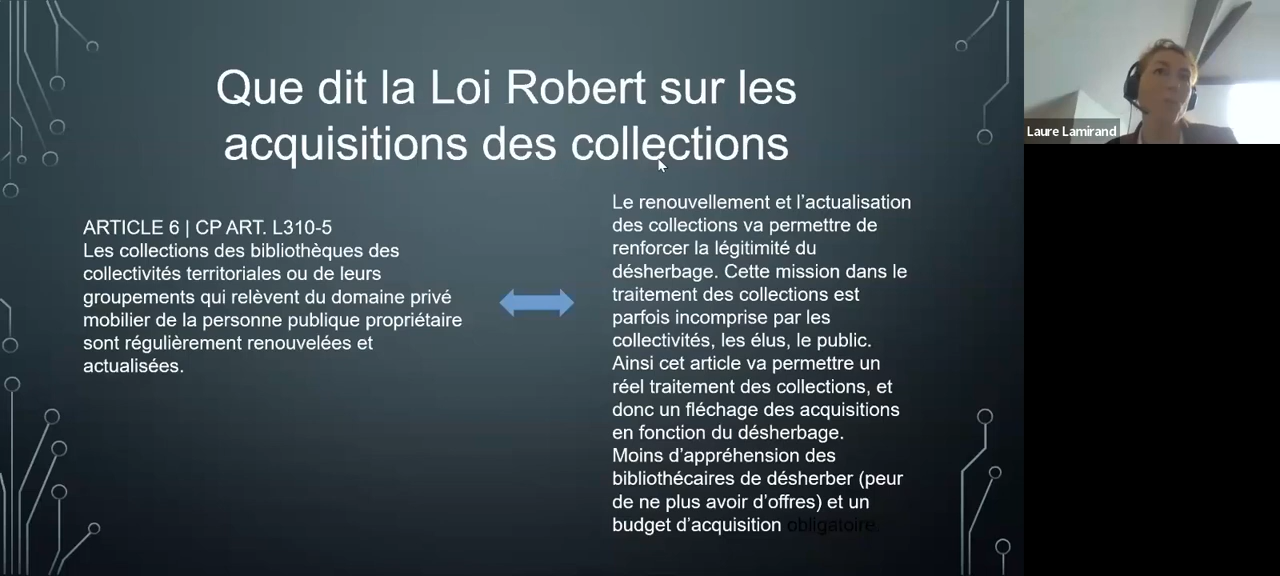 Que dit la Loi Robert sur les
acquisitions des collections
ARTICLE 6 | CP ART. L310-5
Les collections des bibliothèques des
collectivités territoriales ou de leurs
groupements qui relèvent du domaine privé
mobilier de la personne publique propriétaire
sont régulièrement renouvelées et
actualisées.
Le renouvellement et l'actualisation
des collections va permettre de
renforcer la légitimité du
désherbage. Cette mission dans le
traitement des collections est
parfois incomprise par les
collectivités, les élus, le public.
Ainsi cet article va permettre un
réel traitement des collections, et
donc un fléchage des acquisitions
en fonction du désherbage.
Moins d'appréhension des
bibliothécaires de désherber (peur
de ne plus avoir d'offres) et un
budget d'acquisition obligatoire.
Laure Lamirand